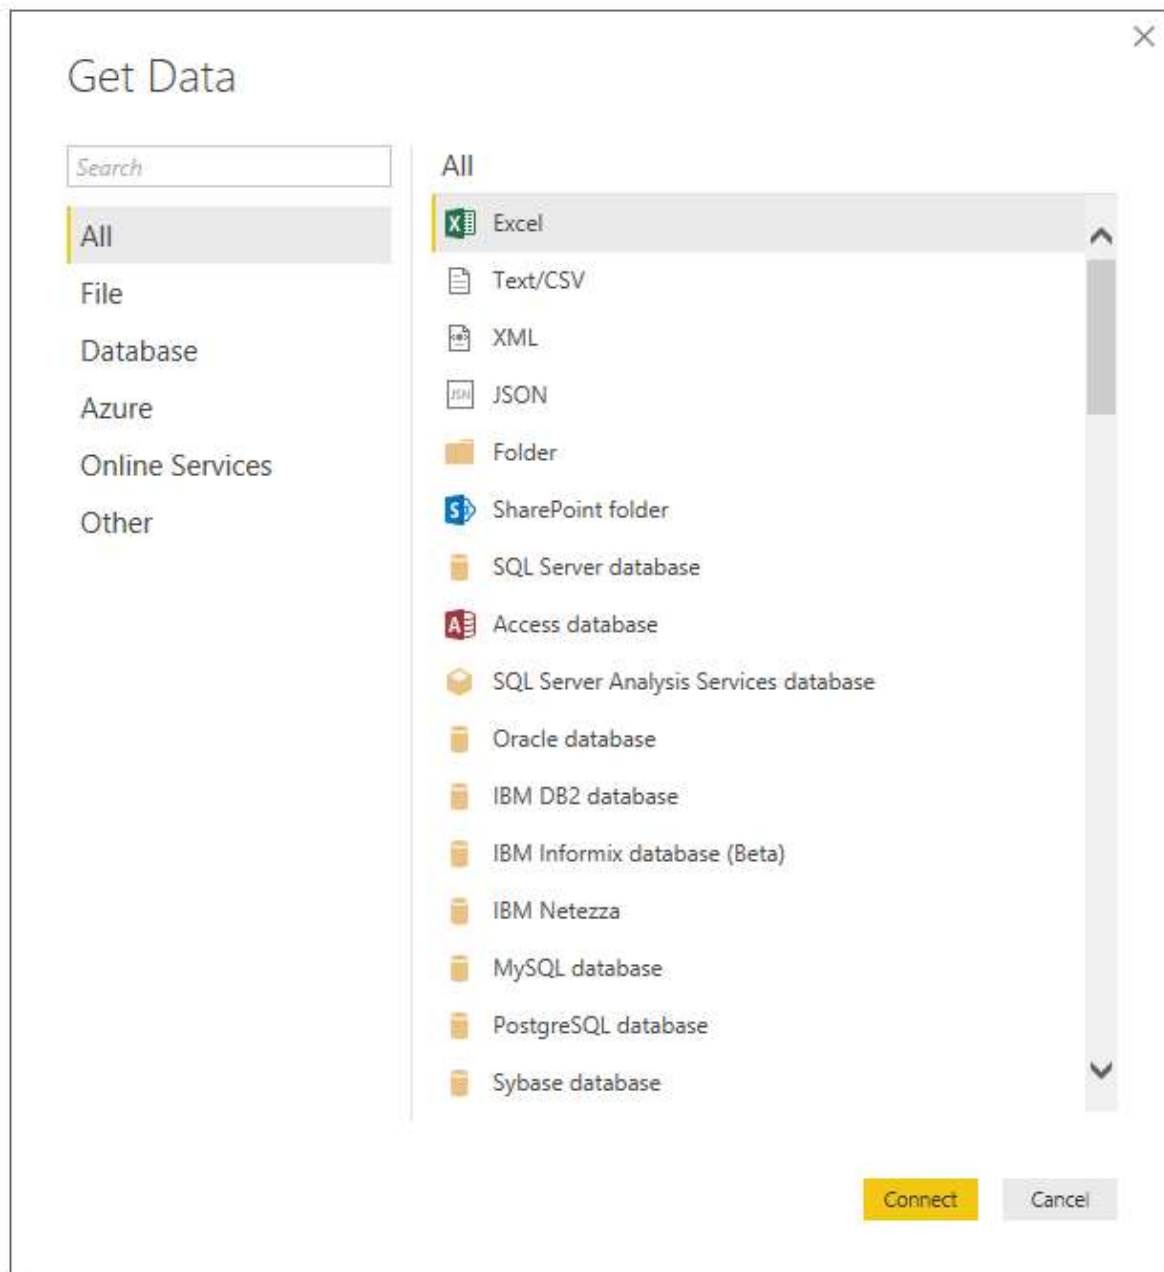 Get Data
Search
All
File
Database
Azure
Online Services
Other
All
Excel
Text/CSV
XML
JSON
Folder
SharePoint folder
SQL Server database
Access database
SQL Server Analysis Services database
Oracle database
IBM DB2 database
IBM Informix database (Beta)
IBM Netezza
MySQL database
PostgreSQL database
Sybase database
Connect
Cancel